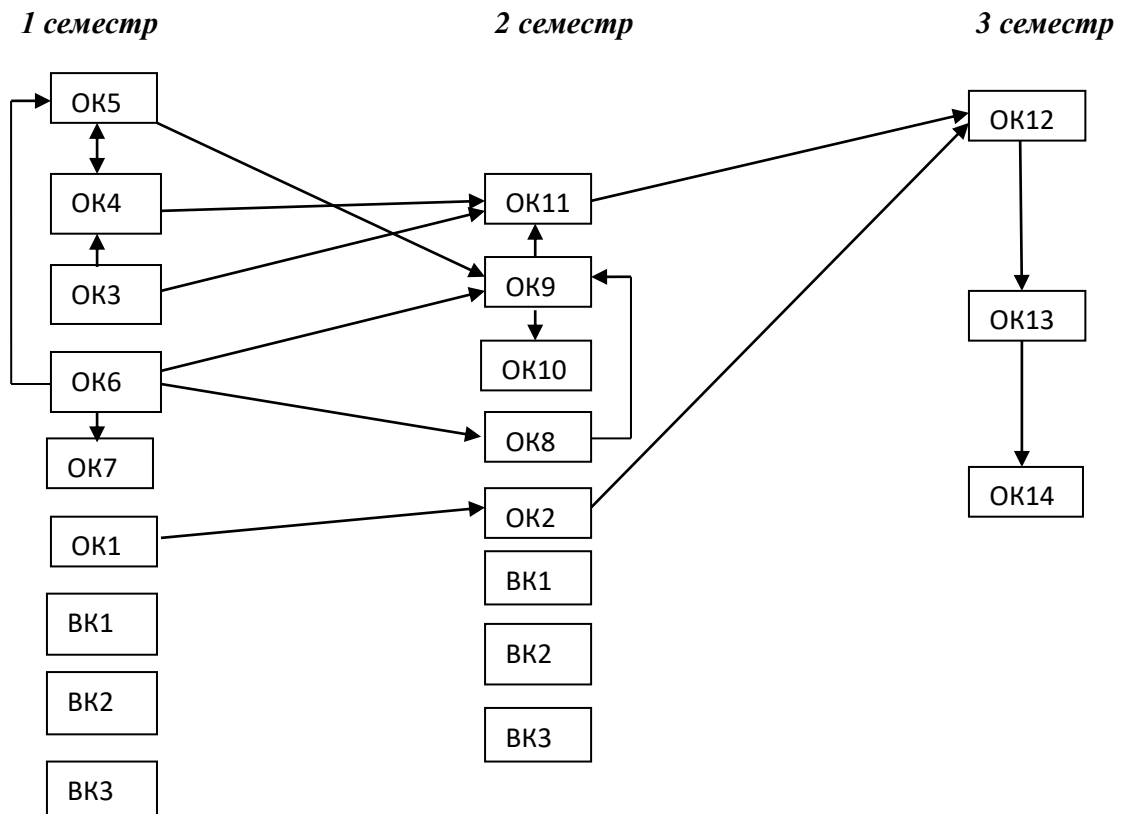 1 семестр
2 семестр
3 семестр
ОК5
ОК4
ОК3
ОК6
ОК7
ОК1
ВК1
ВК2
ВК3
ОК11
ОК9
ОК10
ОК8
ОК2
ВК1
ВК2
ВК3
ОК12
ОК13
ОК14